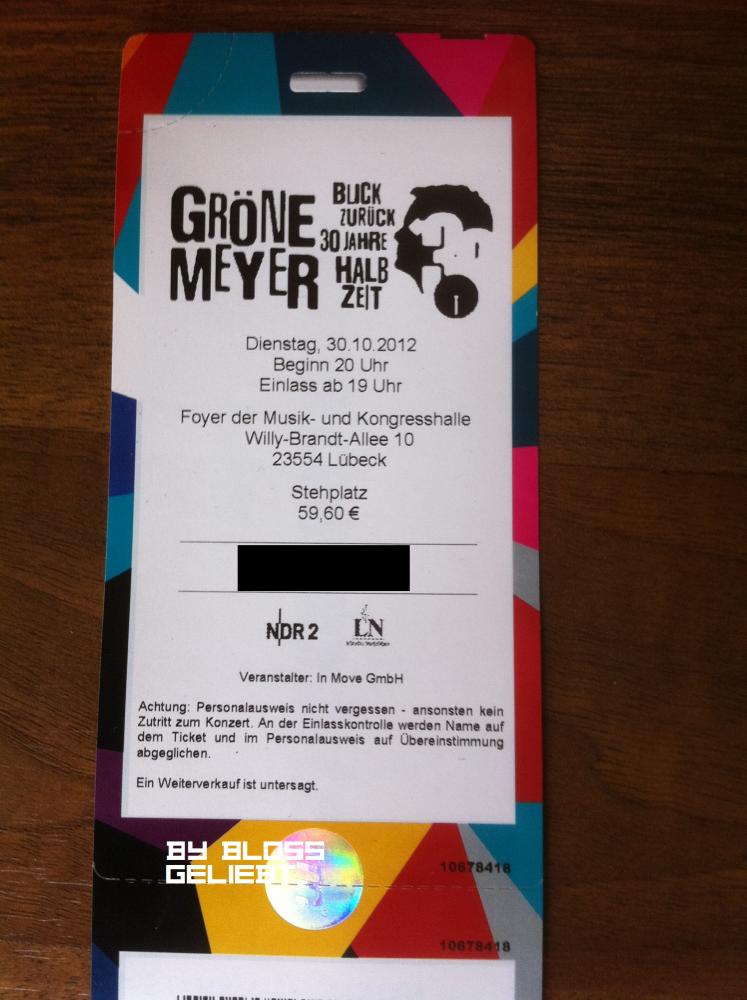 GRÖNE
MEYER
BLICK
ZURÜCK
30 JAHRE
HALB
ZEIT
Dienstag, 30.10.2012
Beginn 20 Uhr
Einlass ab 19 Uhr
Foyer der Musik- und Kongresshalle
Willy-Brandt-Allee 10
23554 Lübeck
Stehplatz
59,60 €
NDR 2
LN
Veranstalter: In Move GmbH
Achtung: Personalausweis nicht vergessen - ansonsten kein
Zutritt zum Konzert. An der Einlasskontrolle werden Name auf
dem Ticket und im Personalausweis auf Übereinstimmung
abgeglichen.
Ein Weiterverkauf ist untersagt.
BY BLOSS
GELIEBT
10678418
10678418